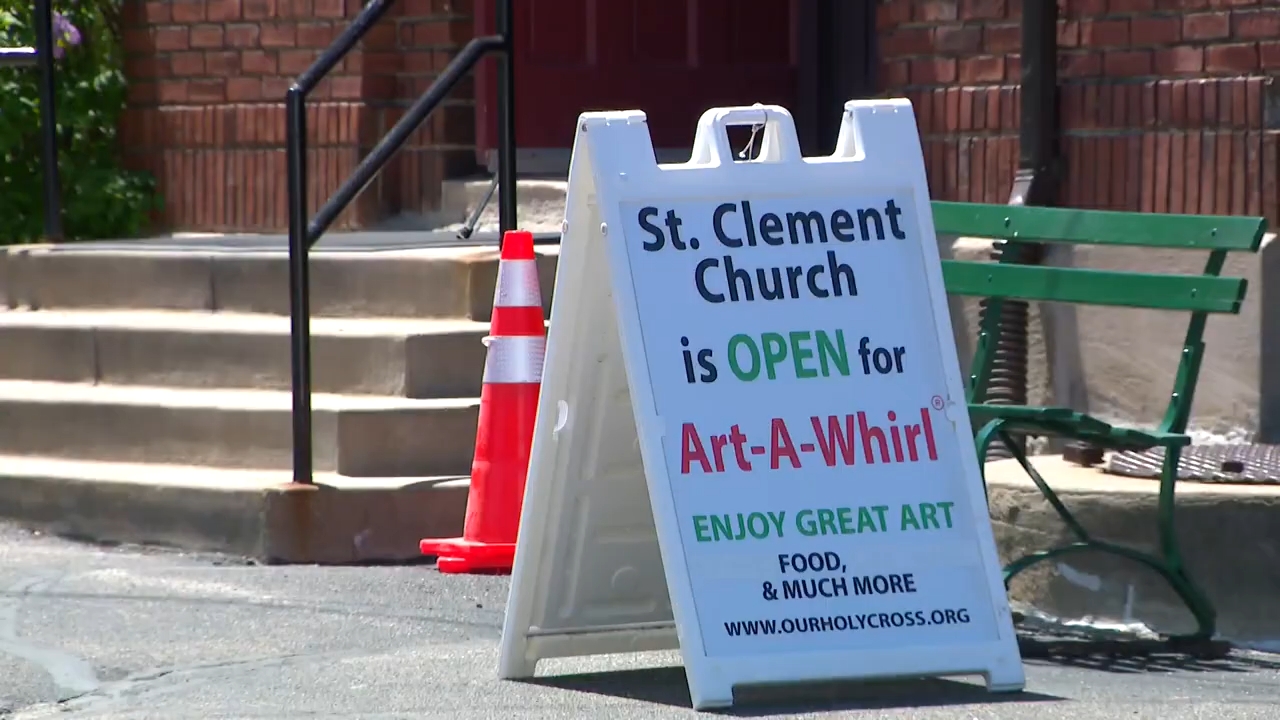 St. Clement
Church
is OPEN for
Art-A-Whirl®
ENJOY GREAT ART
FOOD,
& MUCH MORE
WWW.OURHOLYCROSS.ORG